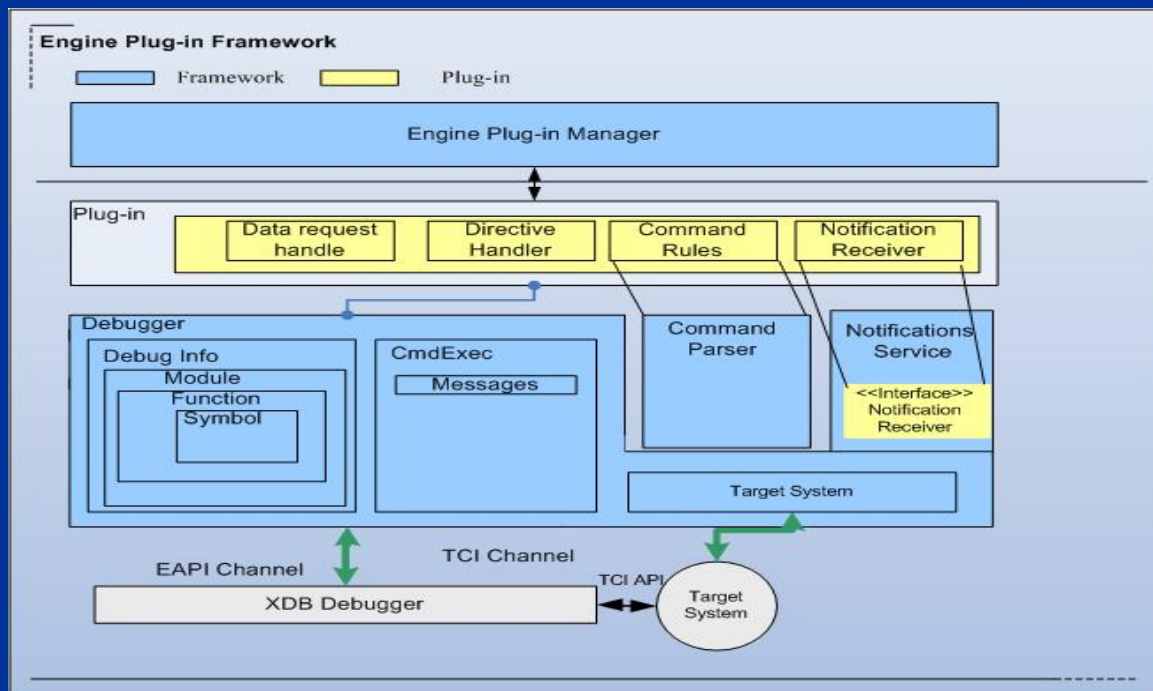 Engine Plug-in Framework
Framework
Plug-in
Engine Plug-in Manager
Plug-in
Data request
handle
Directive
Handler
Command
Rules
Notification
Receiver
Debugger
Debug Info
Module
Function
Symbol
CmdExec
Messages
Command
Parser
Notifications
Service
<<Interface>>
Notification
Receiver
Target System
EAPI Channel
TCI Channel
XDB Debugger
TCI API
Target
System